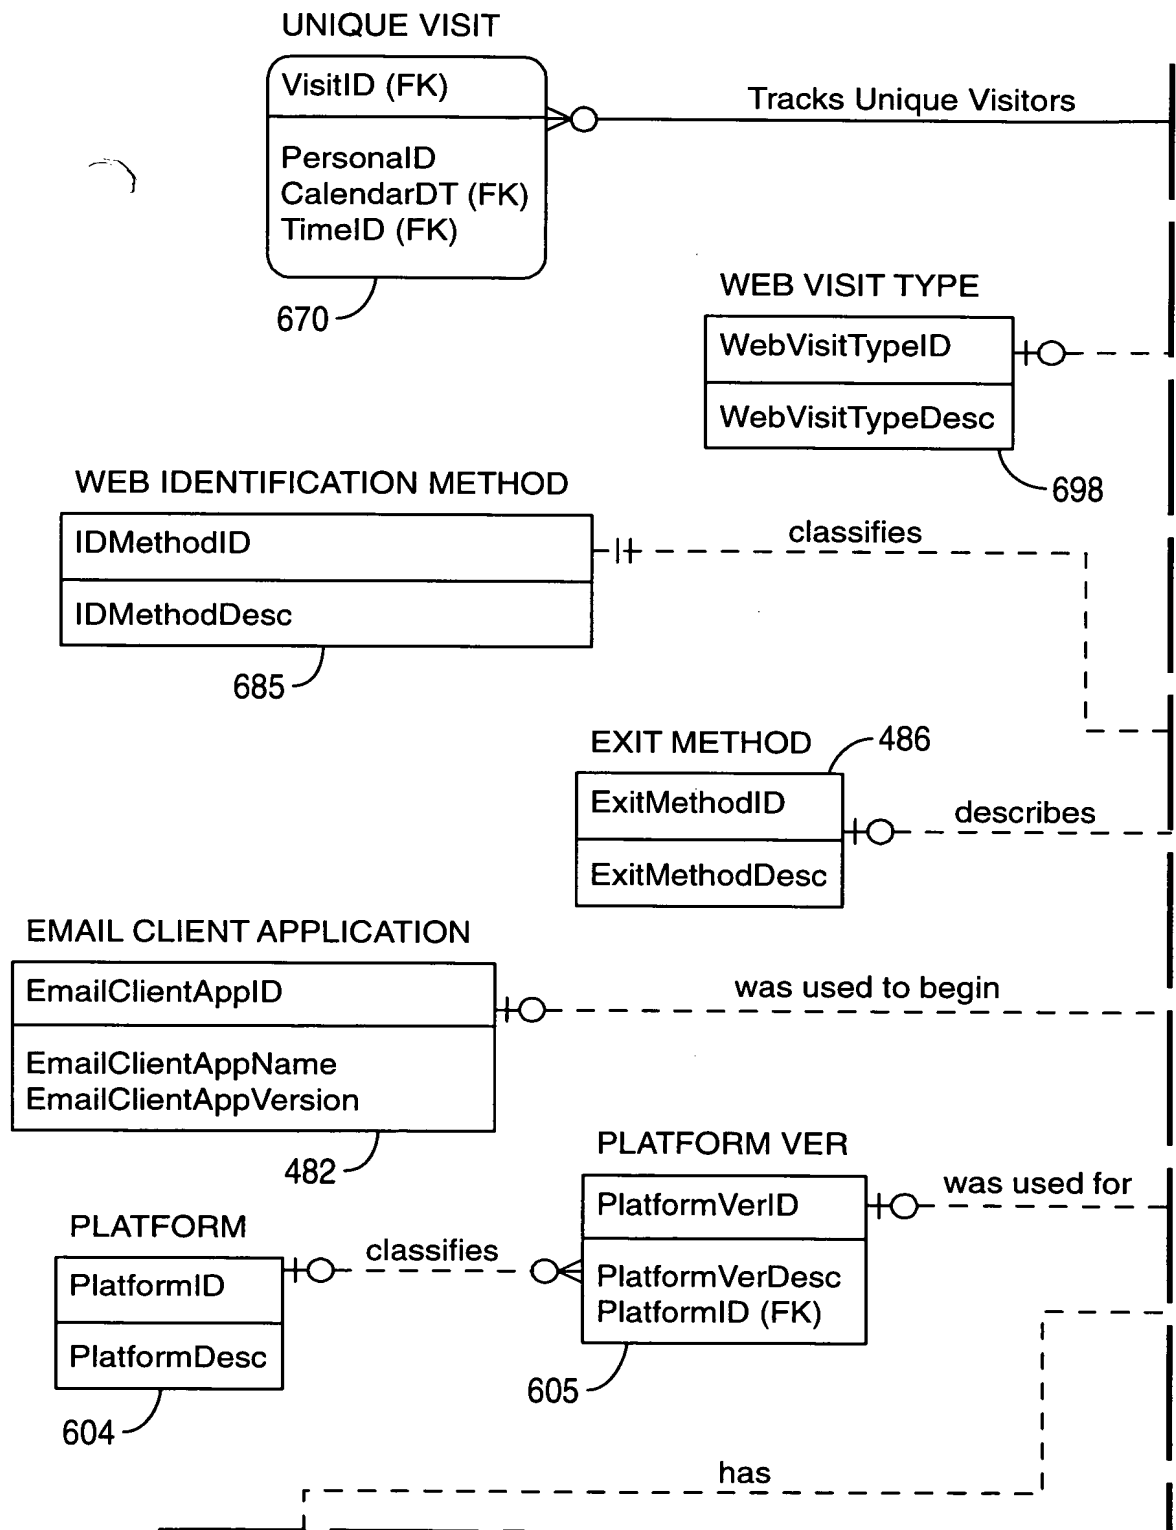 UNIQUE VISIT
VisitID (FK)
Tracks Unique Visitors
PersonaID
CalendarDT (FK)
TimeID (FK)
670
WEB VISIT TYPE
WebVisitTypeID
WebVisitTypeDesc
698
WEB IDENTIFICATION METHOD
IDMethodID
classifies
IDMethodDesc
685
EXIT METHOD
486
ExitMethodID
describes
ExitMethodDesc
EMAIL CLIENT APPLICATION
EmailClientAppID
was used to begin
EmailClientAppName
EmailClientAppVersion
482
PLATFORM VER
PlatformVerID
was used for
PlatformVerDesc
PlatformID (FK)
605
PLATFORM
classifies
PlatformID
PlatformDesc
604
has